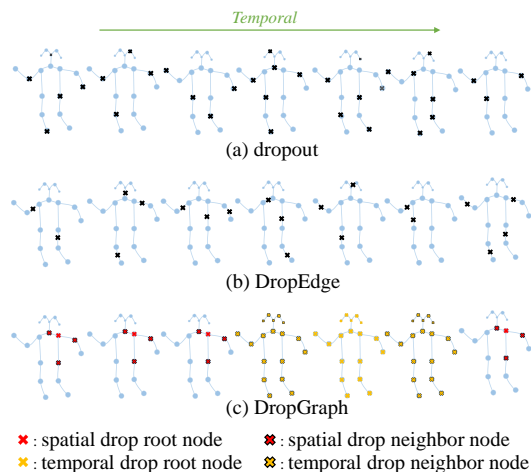 Temporal
(a) dropout
(b) DropEdge
(c) DropGraph
: spatial drop root node : spatial drop neighbor node
: temporal drop root node : temporal drop neighbor node